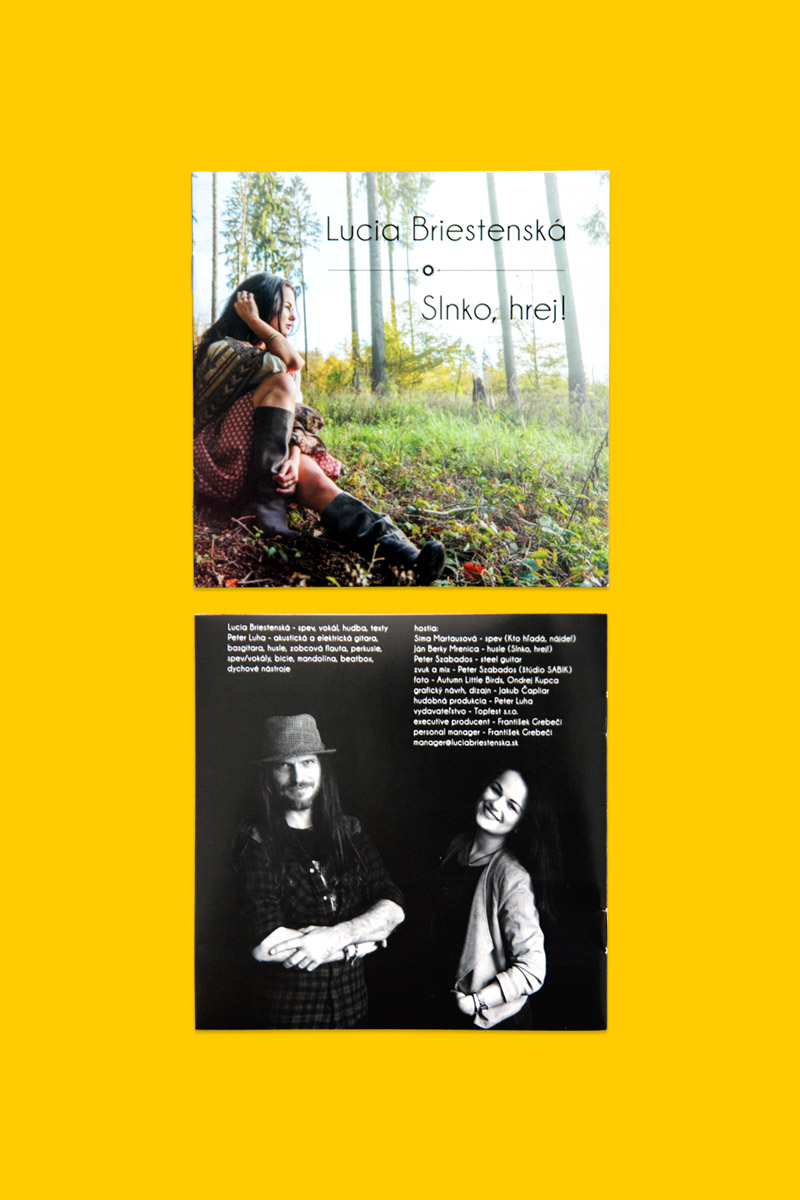 Lucia Briestenská
Slnko, hrej!
Lucia Briestenská - spev, vokál, hudba, texty
Peter Luha - akustická a elektrická gitara,
basgitara, husle, zobcová flauta, perkusie,
spev/vokály, bicie, mandolína, beatbox,
dychové nástroje
hostia:
Sima Martausová - spev (Kto hľadá, nájde!)
Ján Berky Mrenica - husle (Slnko, hrej!)
Peter Szabados - steel guitar
zvuk a mix - Peter Szabados (štúdio SABIK)
foto - Autumn Little Birds, Ondrej Kupca
grafický návrh, dizajn - Jakub Čapliar
hudobná produkcia - Peter Luha
vydavateľstvo - Topfest s.r.o.
executive producent - František Grebeči
personal manager - František Grebeči
manager@luciabriestenska.sk